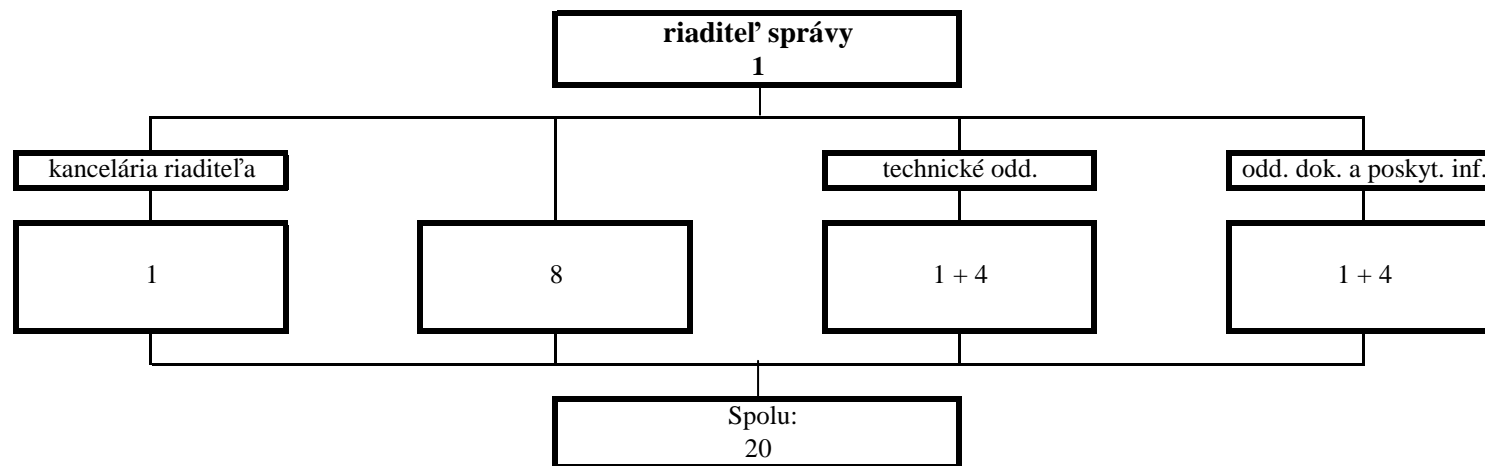 riaditeľ správy
1
kancelária riaditeľa
technické odd.
odd. dok. a poskyt. inf.
1
8
1 + 4
1 + 4
Spolu:
20